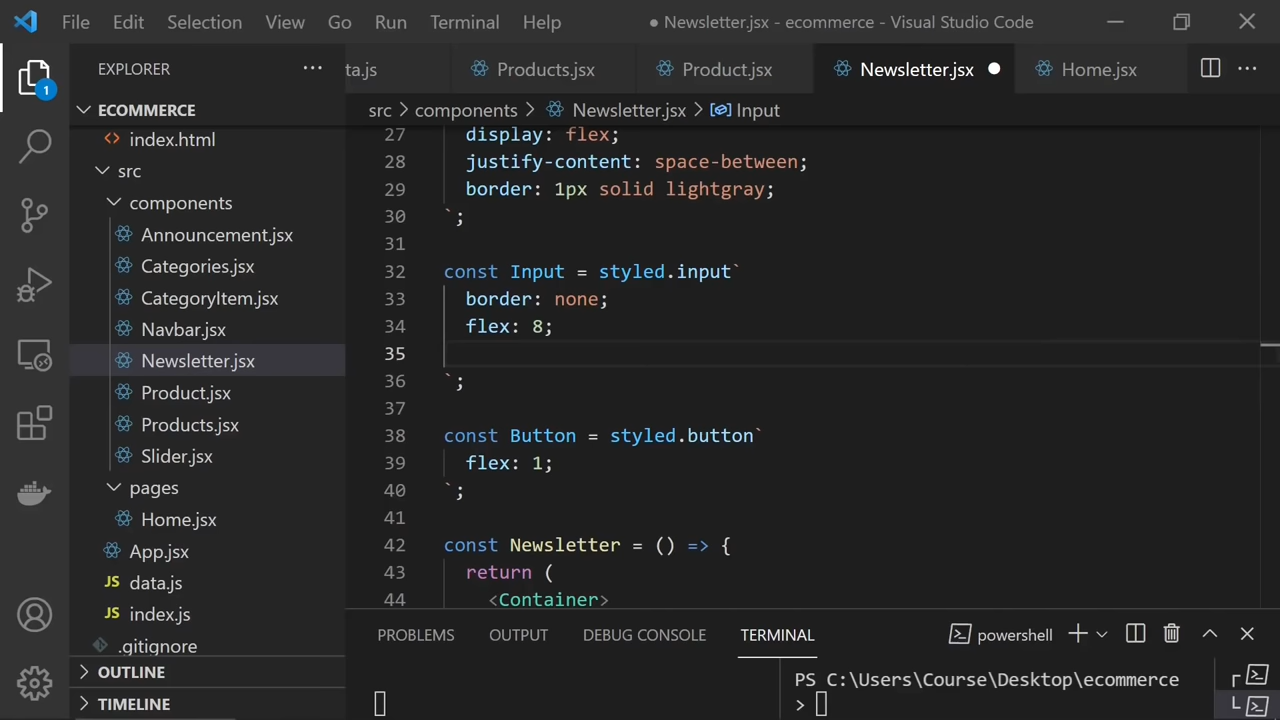 File Edit Selection View Go Run Terminal Help
● Newsletter.jsx - ecommerce - Visual Studio Code
1
EXPLORER
ECOMMERCE
index.html
src
components
Announcement.jsx
Categories.jsx
CategoryItem.jsx
Navbar.jsx
Newsletter.jsx
Product.jsx
Products.jsx
Slider.jsx
pages
Home.jsx
App.jsx
JS data.js
JS index.js
.gitignore
OUTLINE
TIMELINE
ta.js Products.jsx Product.jsx Newsletter.jsx ● Home.jsx
src > components > Newsletter.jsx > Input
27 display: flex;
28 justify-content: space-between;
29 border: 1px solid lightgray;
30 `;
31
32 const Input = styled.input`
33 border: none;
34 flex: 8;
35
36 `;
37
38 const Button = styled.button`
39 flex: 1;
40 `;
41
42 const Newsletter = () => {
43 return (
44 <Container>
PROBLEMS OUTPUT DEBUG CONSOLE TERMINAL powershell
PS C:\Users\Course\Desktop\ecommerce
>